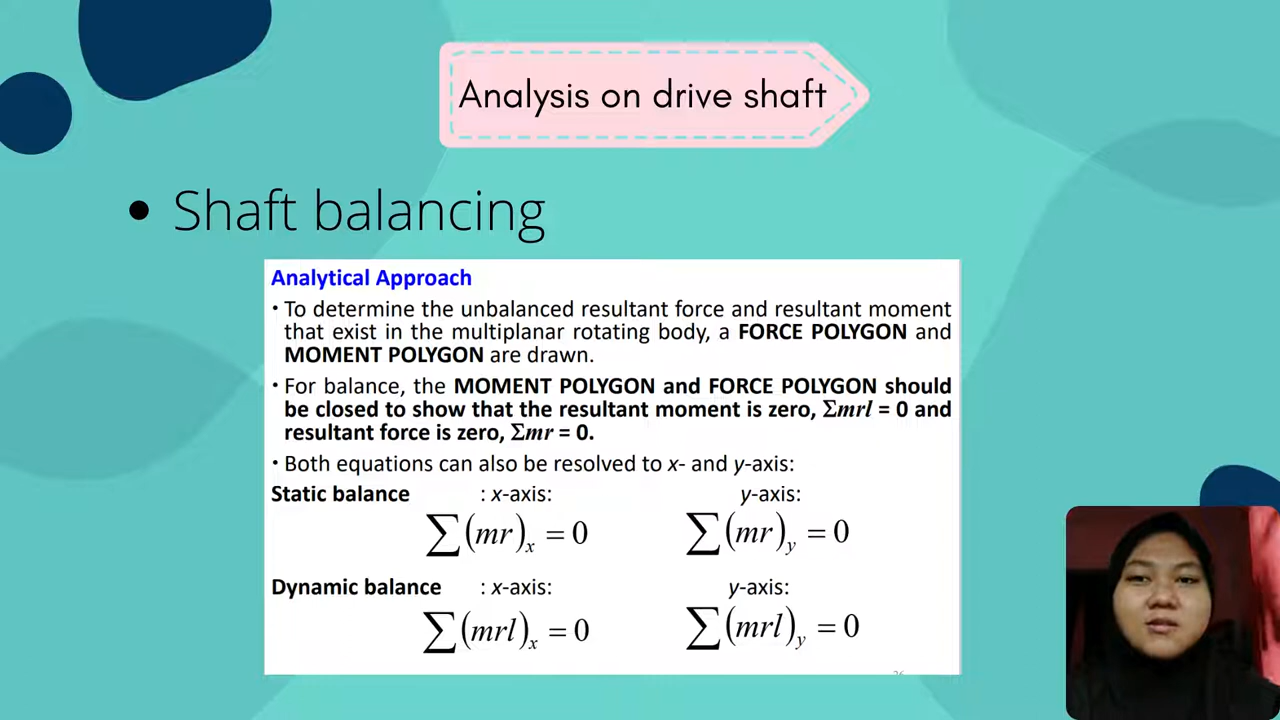 Analysis on drive shaft
• Shaft balancing
Analytical Approach
• To determine the unbalanced resultant force and resultant moment
that exist in the multiplanar rotating body, a FORCE POLYGON and
MOMENT POLYGON are drawn.
• For balance, the MOMENT POLYGON and FORCE POLYGON should
be closed to show that the resultant moment is zero, Σmrl = 0 and
resultant force is zero, Σmr = 0.
• Both equations can also be resolved to x- and y-axis:
Static balance : x-axis: y-axis:
∑(mr)x = 0 ∑(mr)y = 0
Dynamic balance : x-axis: y-axis:
∑(mrl)x = 0 ∑(mrl)y = 0